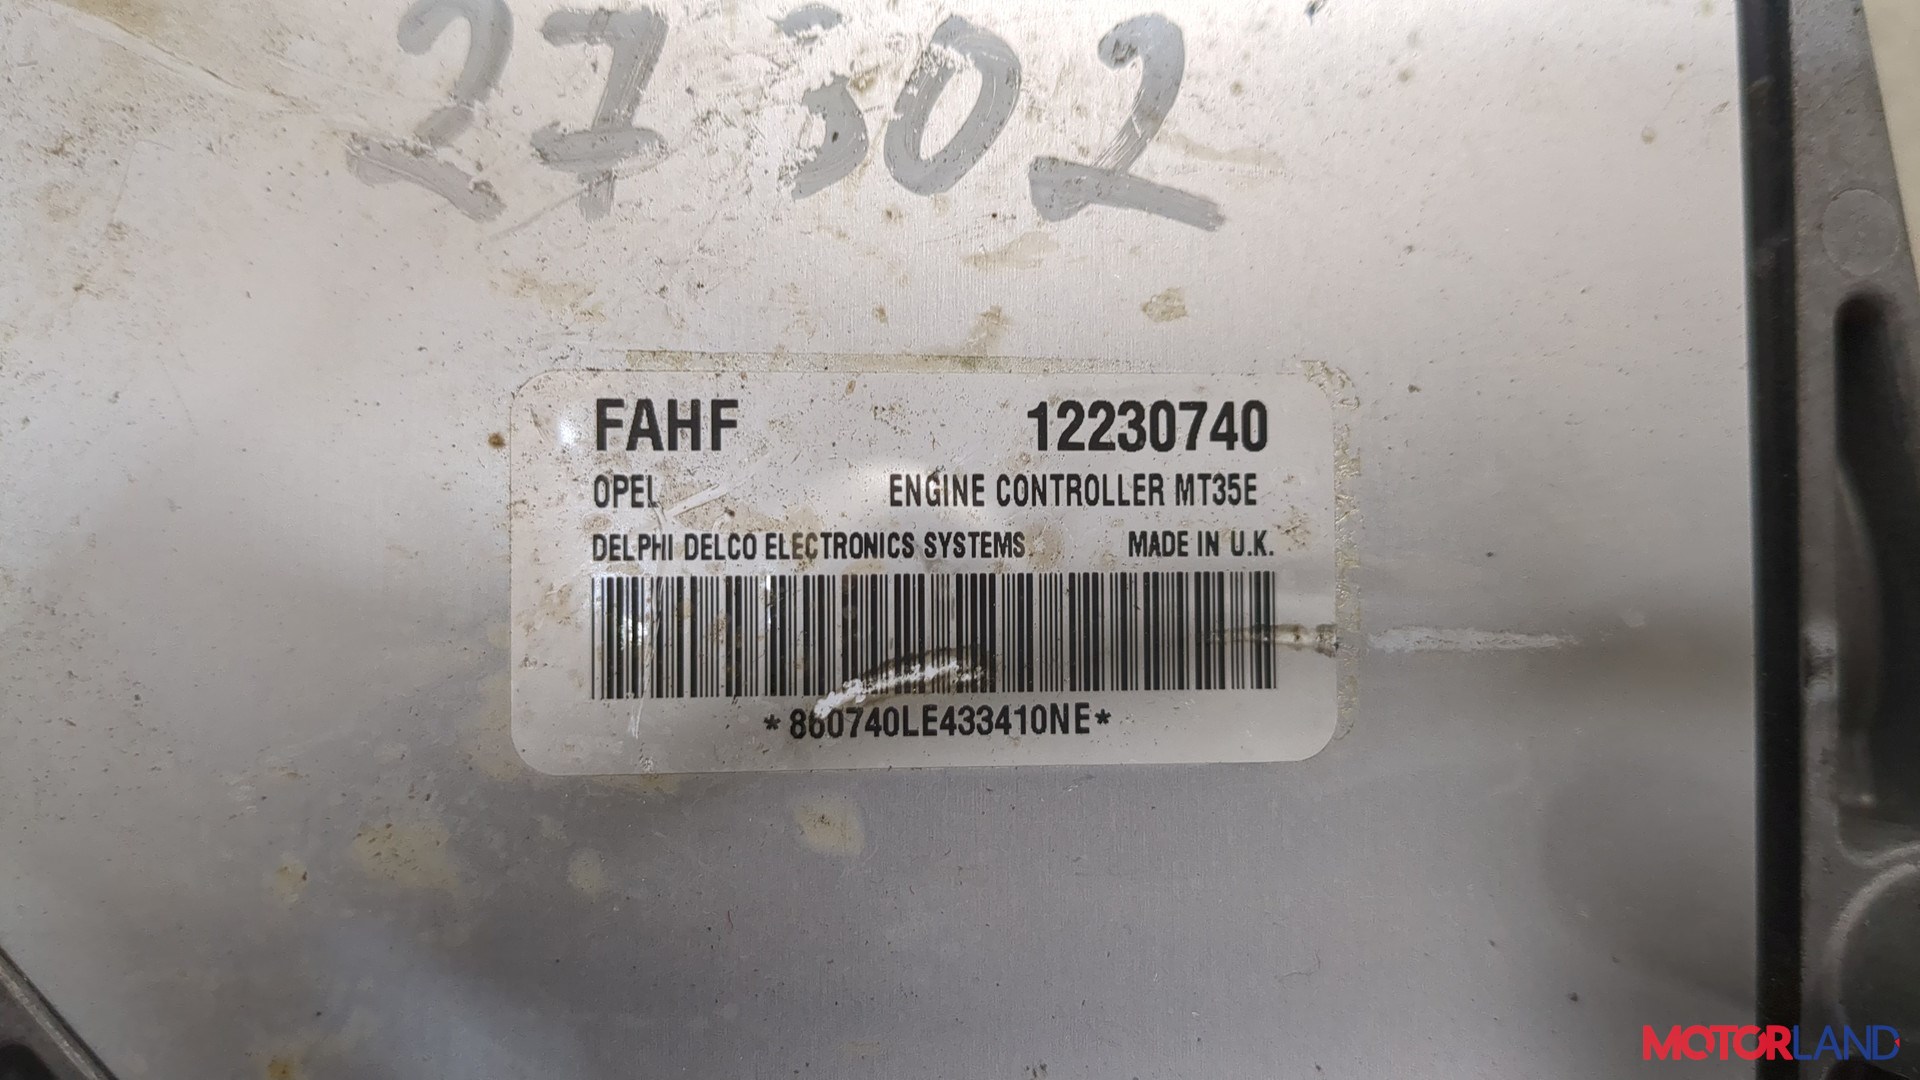 27302
FAHF 12230740
OPEL ENGINE CONTROLLER MT35E
DELPHI DELCO ELECTRONICS SYSTEMS MADE IN U.K.
*860740LE433410NE*
MOTORLAND